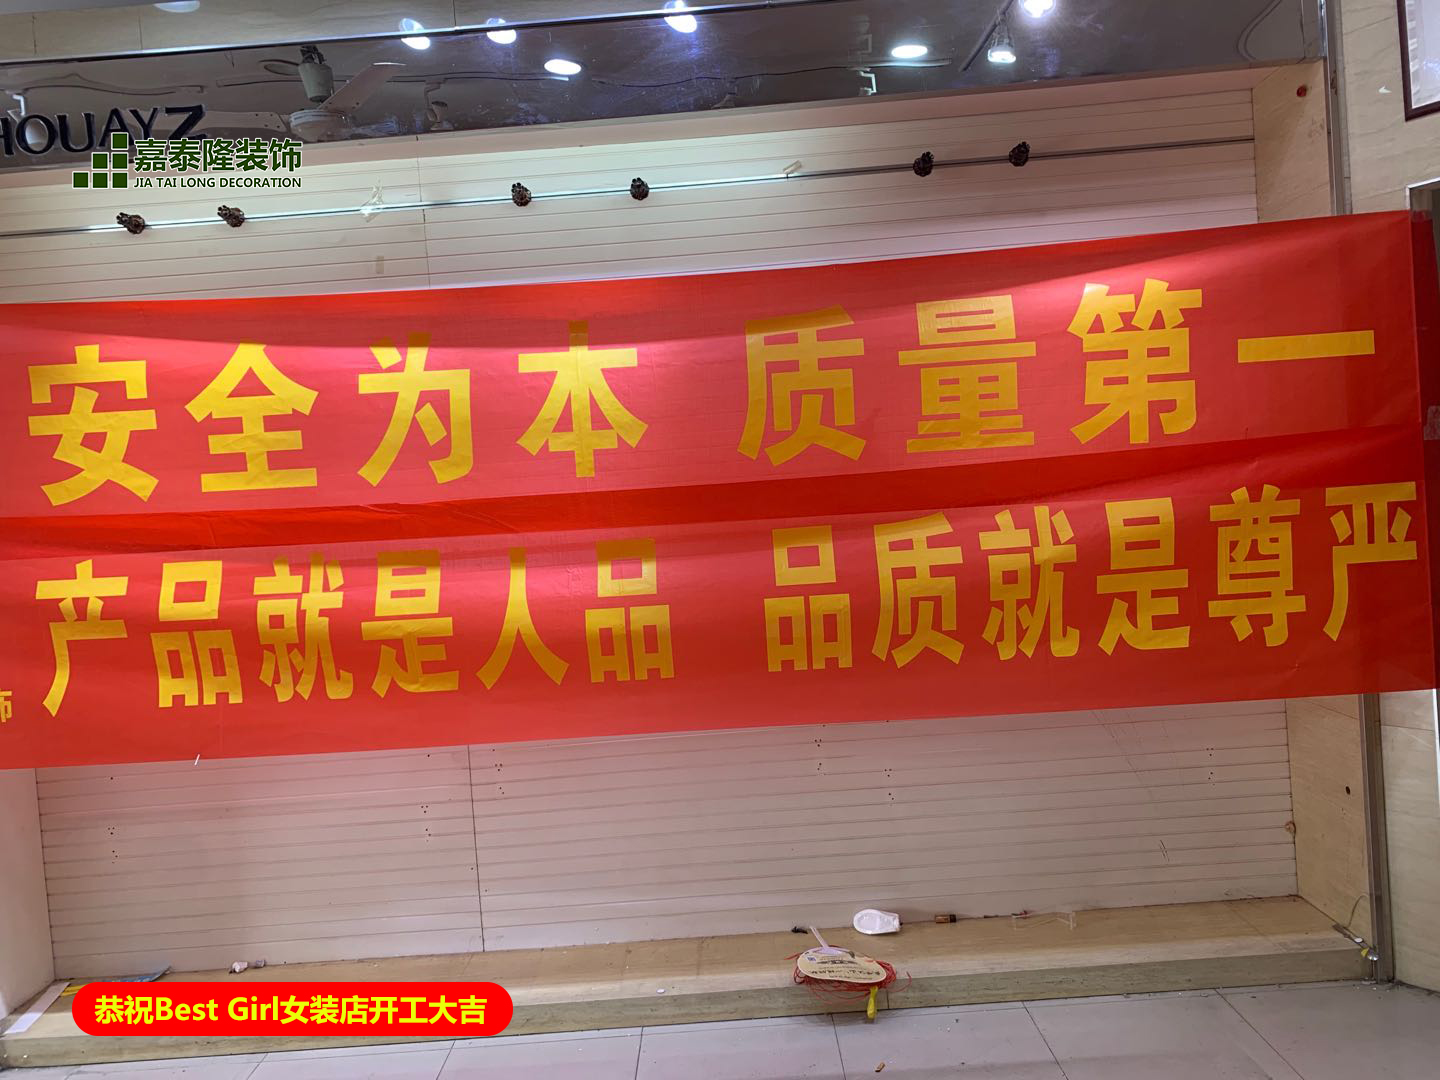 HOUAYZ
嘉泰隆装饰
JIA TAI LONG DECORATION
安全为本 质量第一
产品就是人品 品质就是尊严
饰
恭祝Best Girl女装店开工大吉